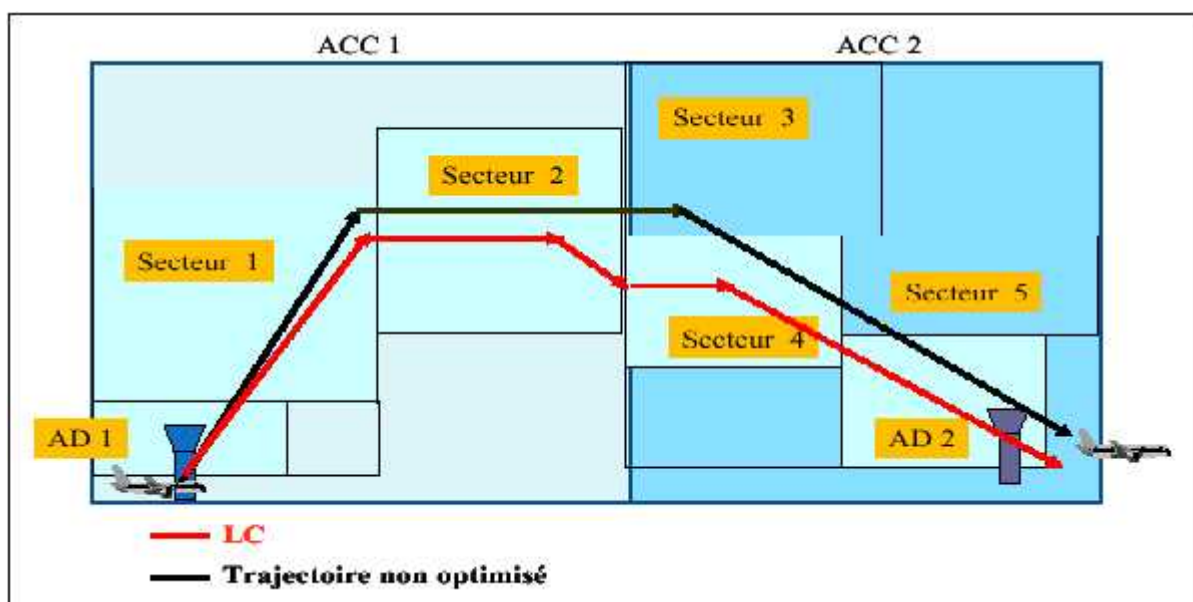 ACC 1
ACC 2
Secteur 3
Secteur 2
Secteur 1
Secteur 5
Secteur 4
AD 1
AD 2
LC
Trajectoire non optimisé